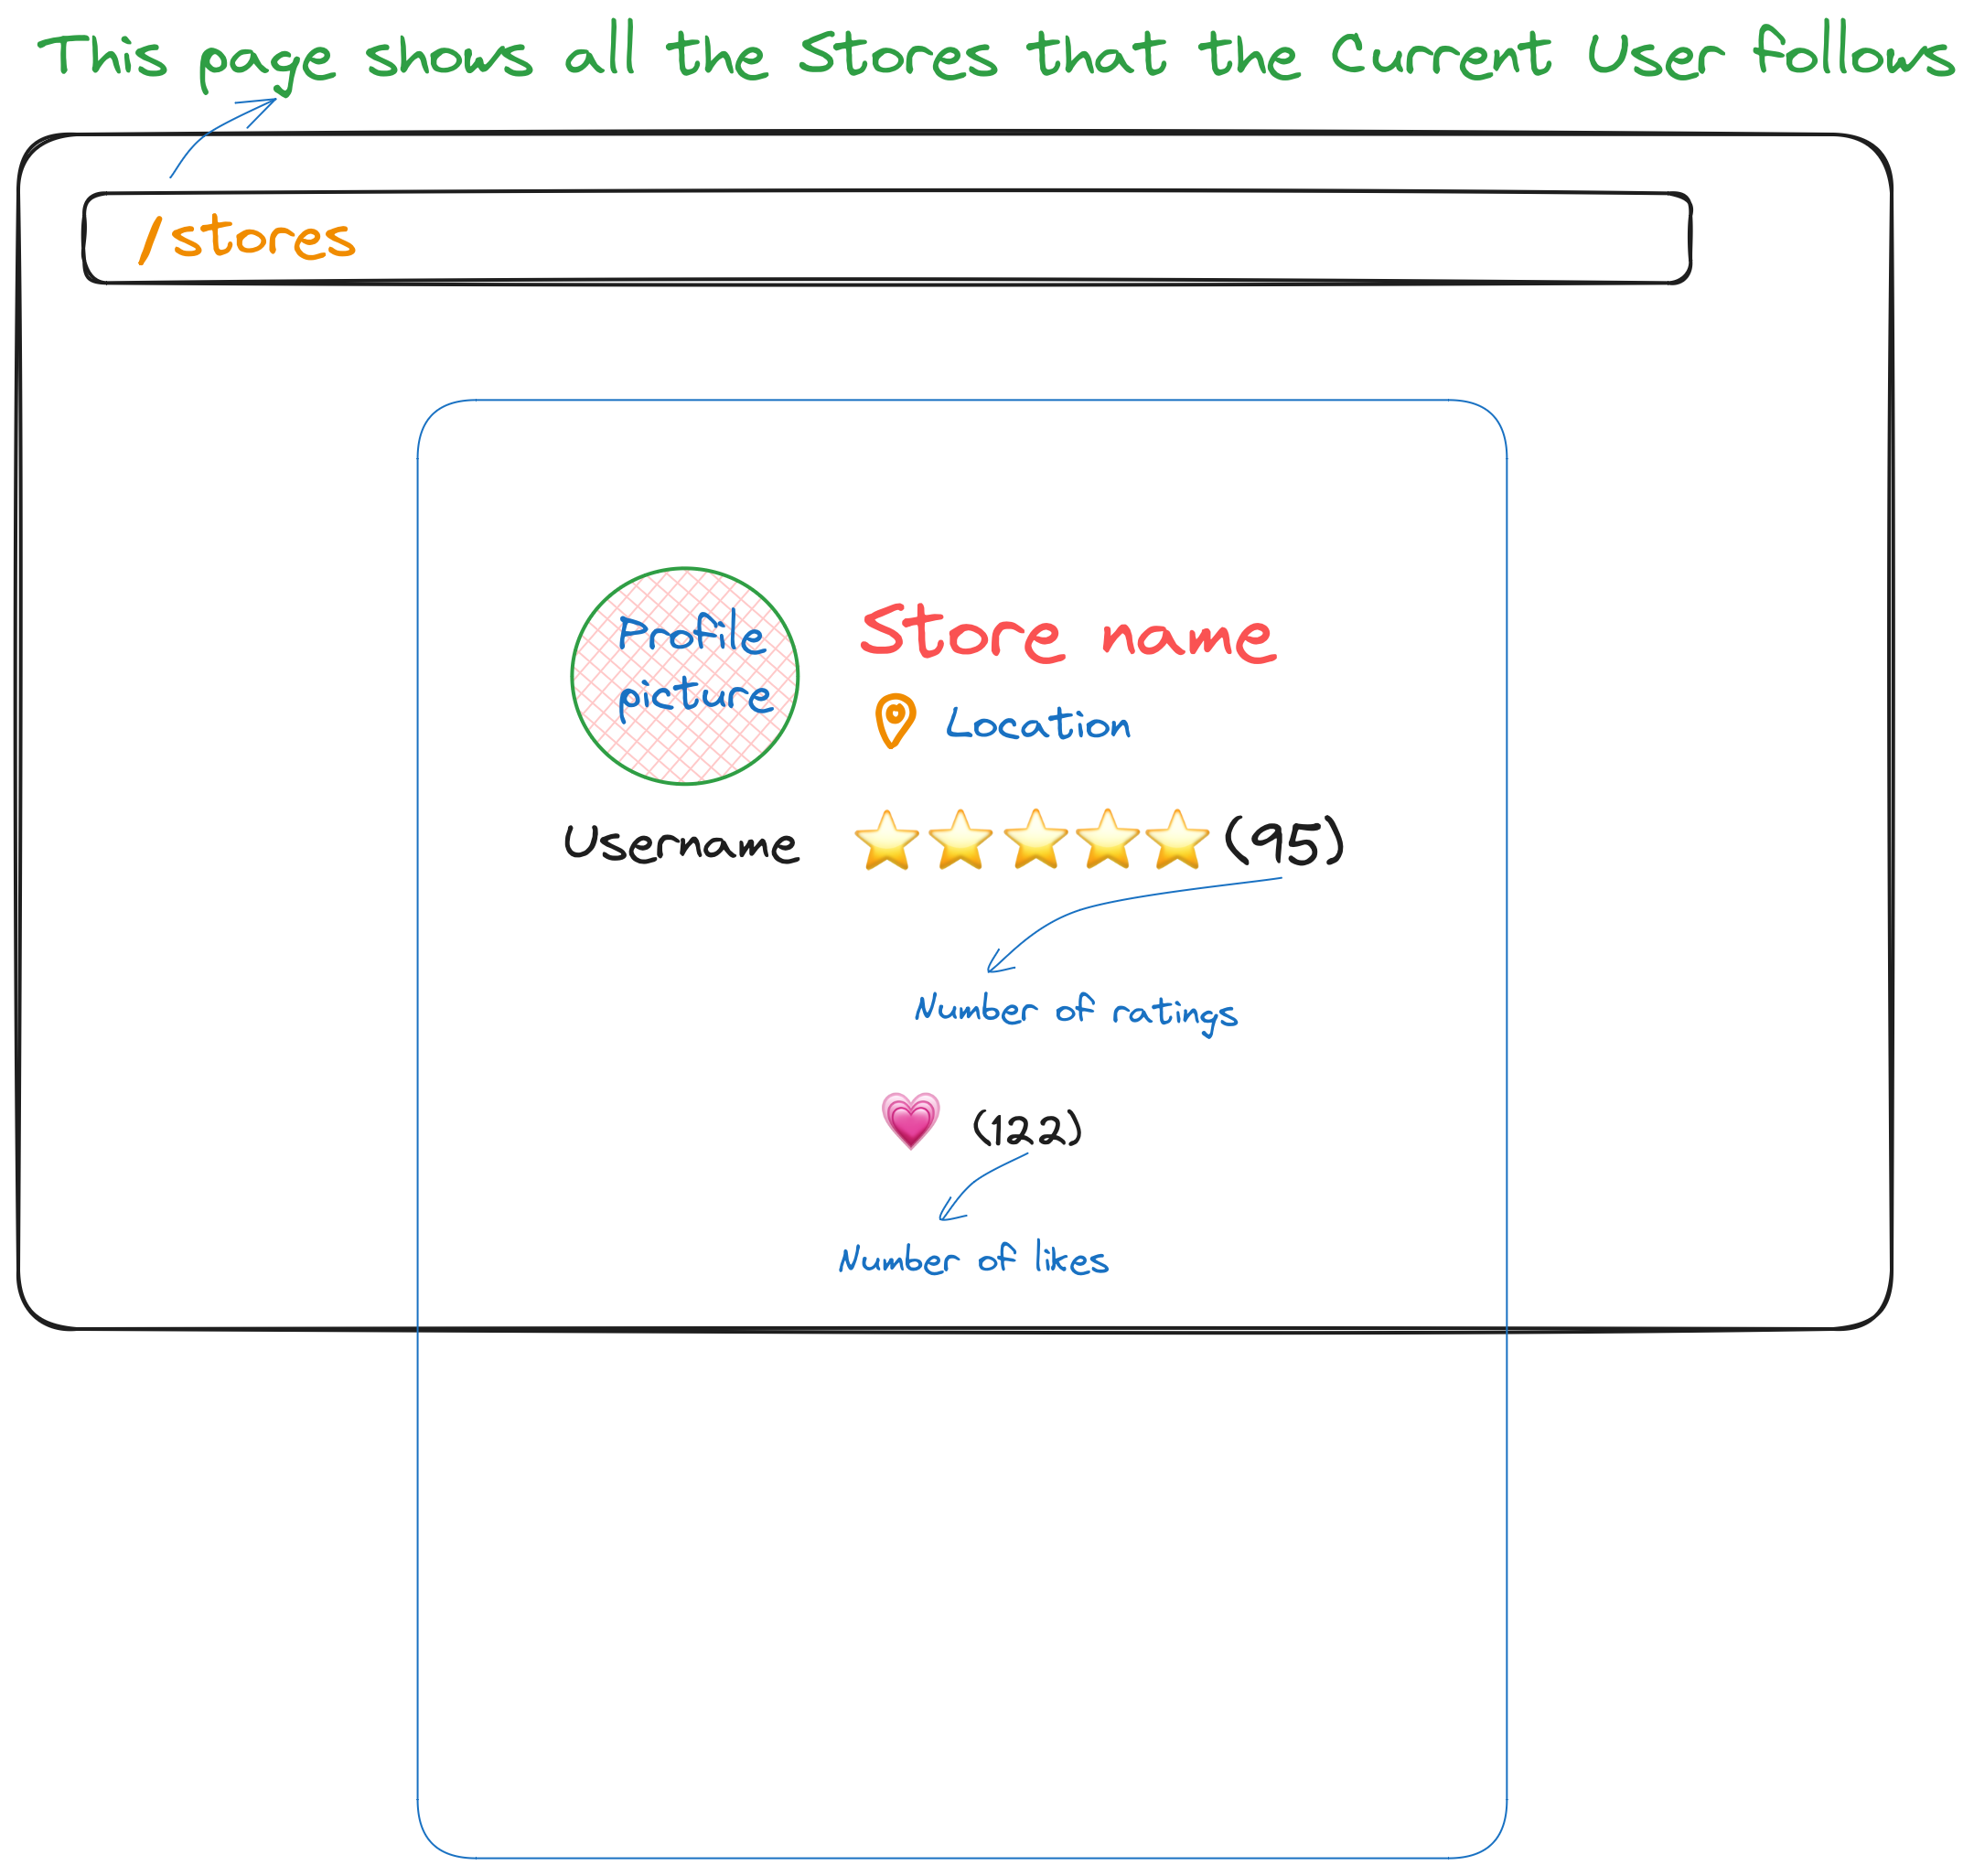 This page shows all the Stores that the Current User follows
/stores
Profile
picture
Store name
Location
Username
(95)
Number of ratings
(122)
Number of likes